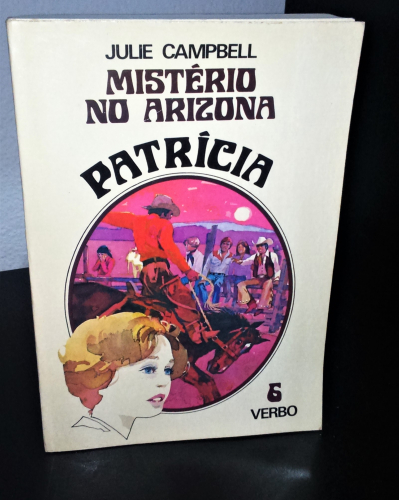 JULIE CAMPBELL
MISTÉRIO
NO ARIZONA
PATRÍCIA
6
VERBO